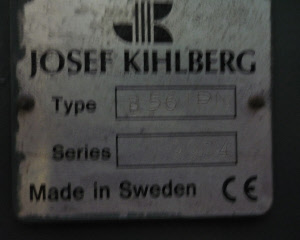 JOSEF KIHLBERG
Type
Series
Made in Sweden CE